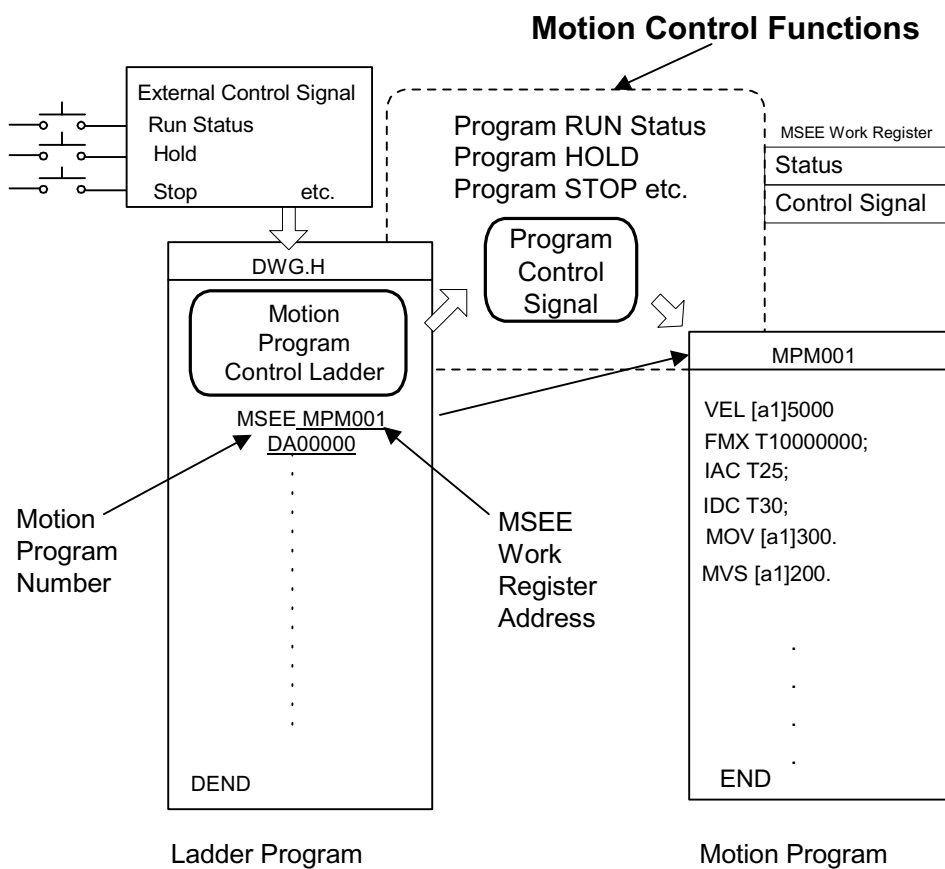 Motion Control Functions
External Control Signal
Run Status
Hold
Stop etc.
Program RUN Status
Program HOLD
Program STOP etc.
MSEE Work Register
Status
Control Signal
DWG.H
Motion
Program
Control Ladder
Program
Control
Signal
MSEE MPM001
DA00000
Motion
Program
Number
MSEE
Work
Register
Address
DEND
MPM001
VEL [a1]5000
FMX T10000000;
IAC T25;
IDC T30;
MOV [a1]300.
MVS [a1]200.
.
.
.
.
END
Ladder Program
Motion Program